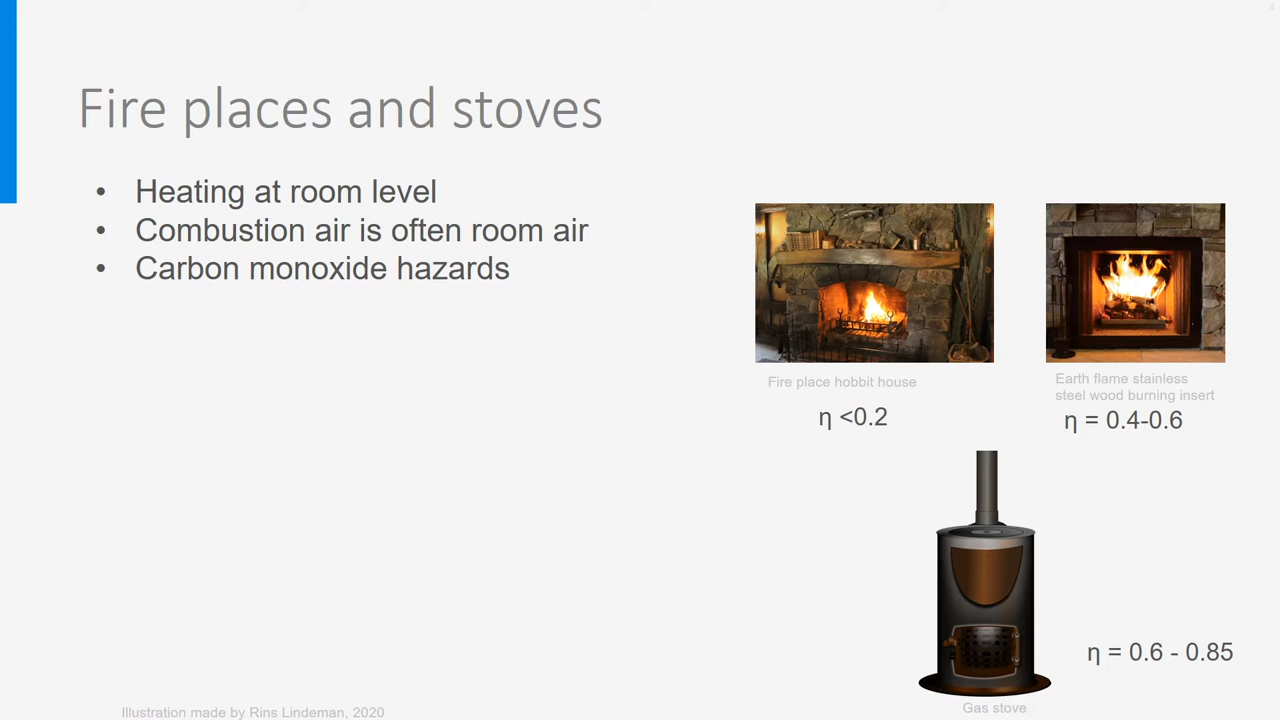 4
Fire places and stoves
• Heating at room level
• Combustion air is often room air
• Carbon monoxide hazards
Fire place hobbit house
η <0.2
Earth flame stainless
steel wood burning insert
η = 0.4-0.6
η = 0.6 - 0.85
Gas stove
Illustration made by Rins Lindeman, 2020